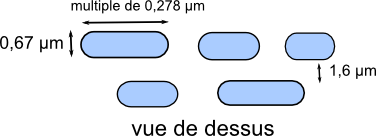 multiple de 0,278 µm
0,67 µm
1,6 µm
vue de dessus